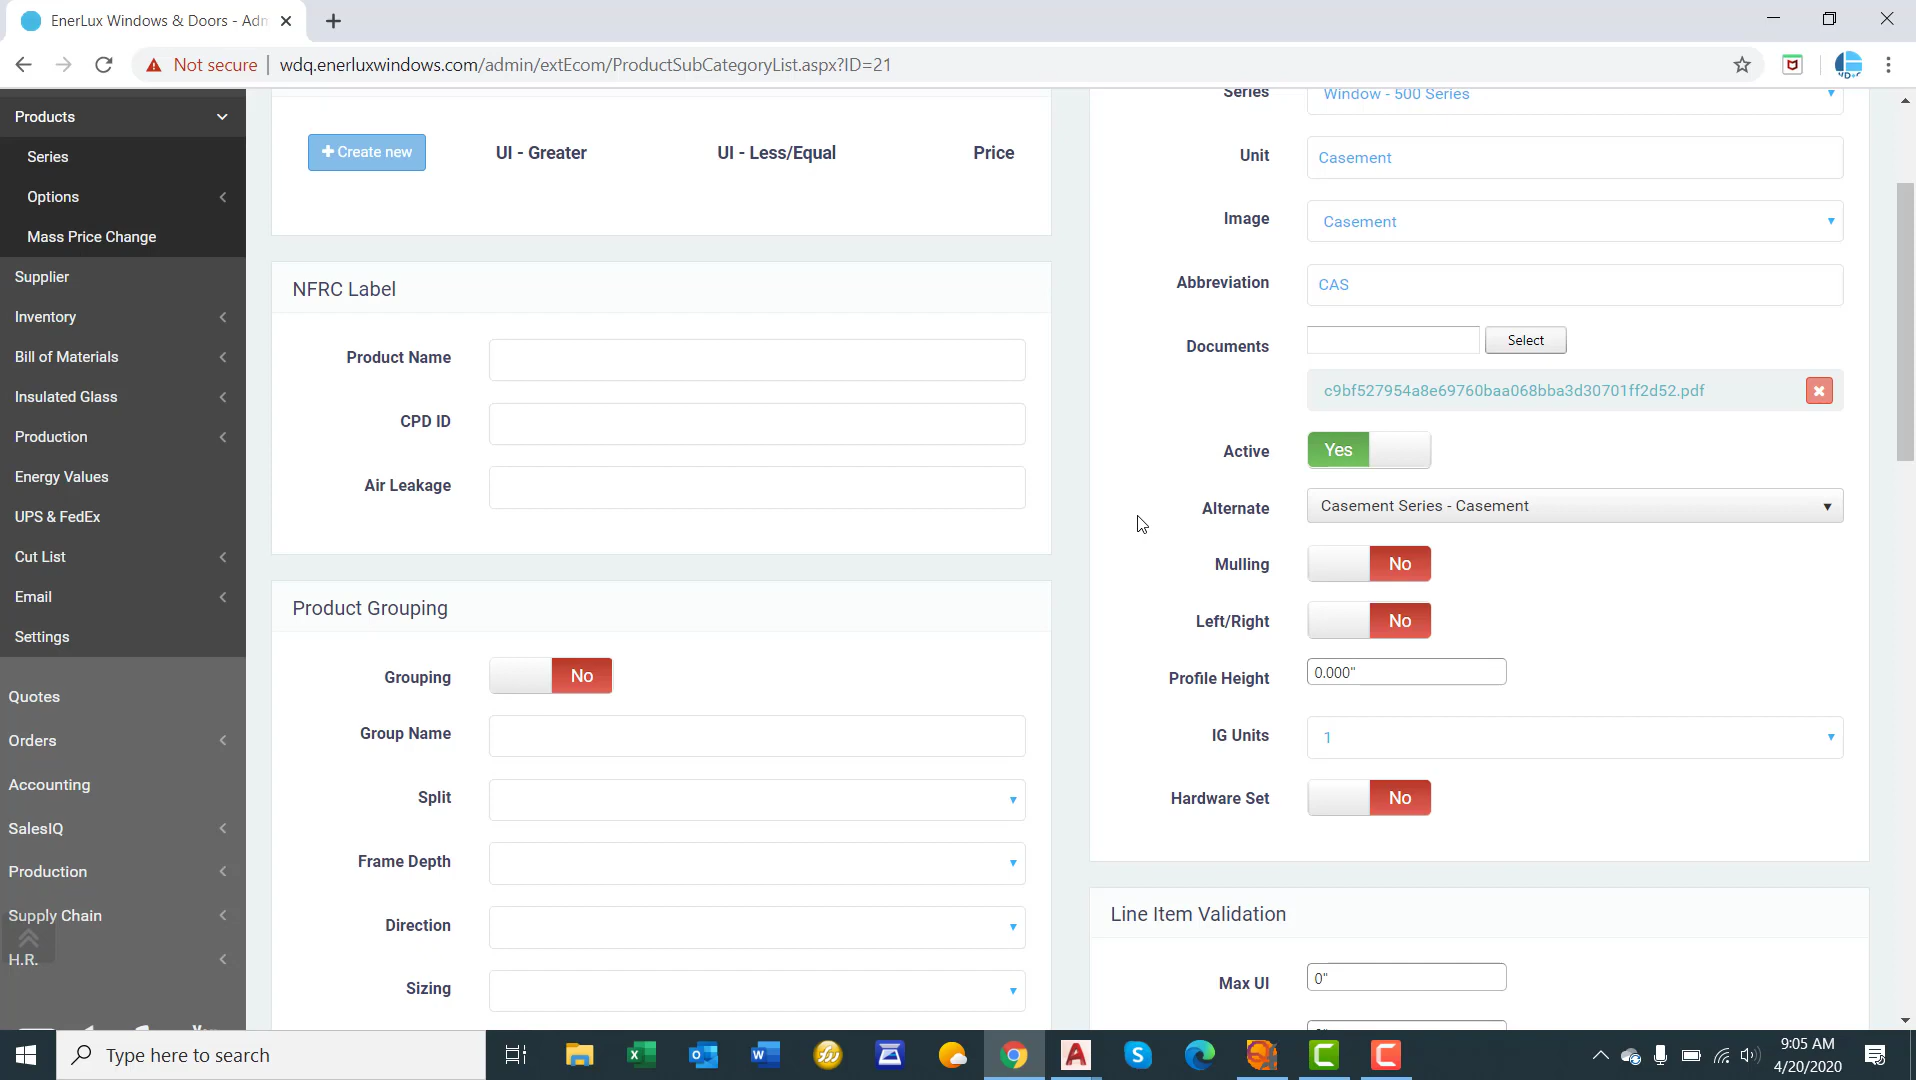 EnerLux Windows & Doors - Adm
Not secure
wdq.enerluxwindows.com/admin/extEcom/ProductSubCategoryList.aspx?ID=21
Products
Series
Options
Mass Price Change
Supplier
Inventory
Bill of Materials
Insulated Glass
Production
Energy Values
UPS & FedEx
Cut List
Email
Settings
Quotes
Orders
Accounting
SalesIQ
Production
Supply Chain
H.R.
Create new
UI - Greater
UI - Less/Equal
Price
NFRC Label
Product Name
CPD ID
Air Leakage
Product Grouping
Grouping
No
Group Name
Split
Frame Depth
Direction
Sizing
Series
Window - 500 Series
Unit
Casement
Image
Casement
Abbreviation
CAS
Documents
Select
c9bf527954a8e69760baa068bba3d30701ff2d52.pdf
Active
Yes
Alternate
Casement Series - Casement
Mulling
No
Left/Right
No
Profile Height
0.000"
IG Units
1
Hardware Set
No
Line Item Validation
Max UI
0"
Type here to search
9:05 AM
4/20/2020